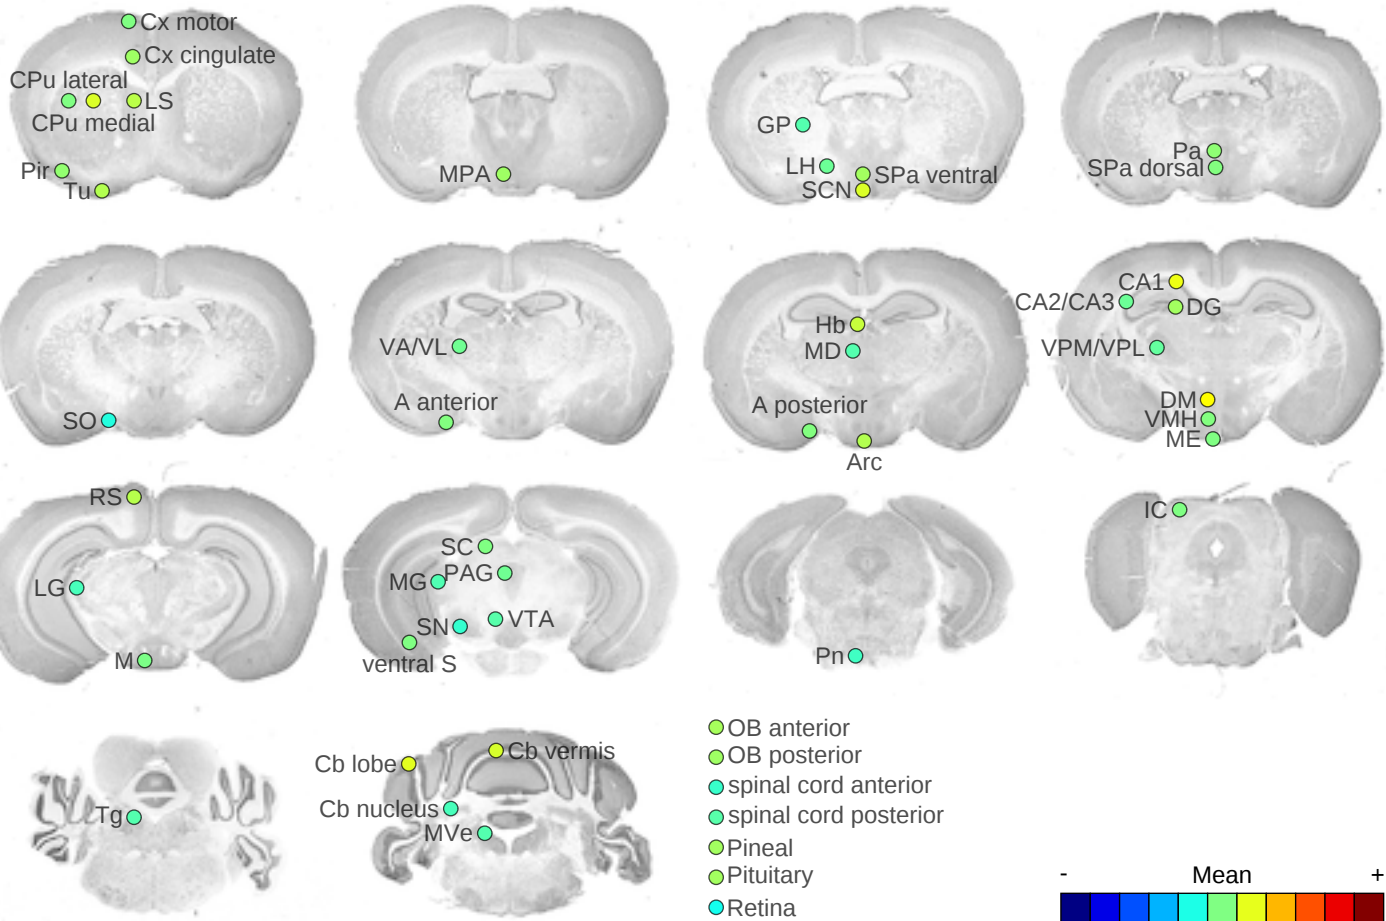 Cx motor
Cx cingulate
CPu lateral
LS
CPu medial
Pir
Tu
MPA
GP
LH
SPa ventral
SCN
Pa
SPa dorsal
SO
VA/VL
A anterior
Hb
MD
A posterior
Arc
CA1
CA2/CA3
DG
VPM/VPL
DM
VMH
ME
RS
LG
M
SC
MG
PAG
SN
VTA
ventral S
Pn
IC
Tg
Cb lobe
Cb vermis
Cb nucleus
MVe
OB anterior
OB posterior
spinal cord anterior
spinal cord posterior
Pineal
Pituitary
Retina
- Mean +